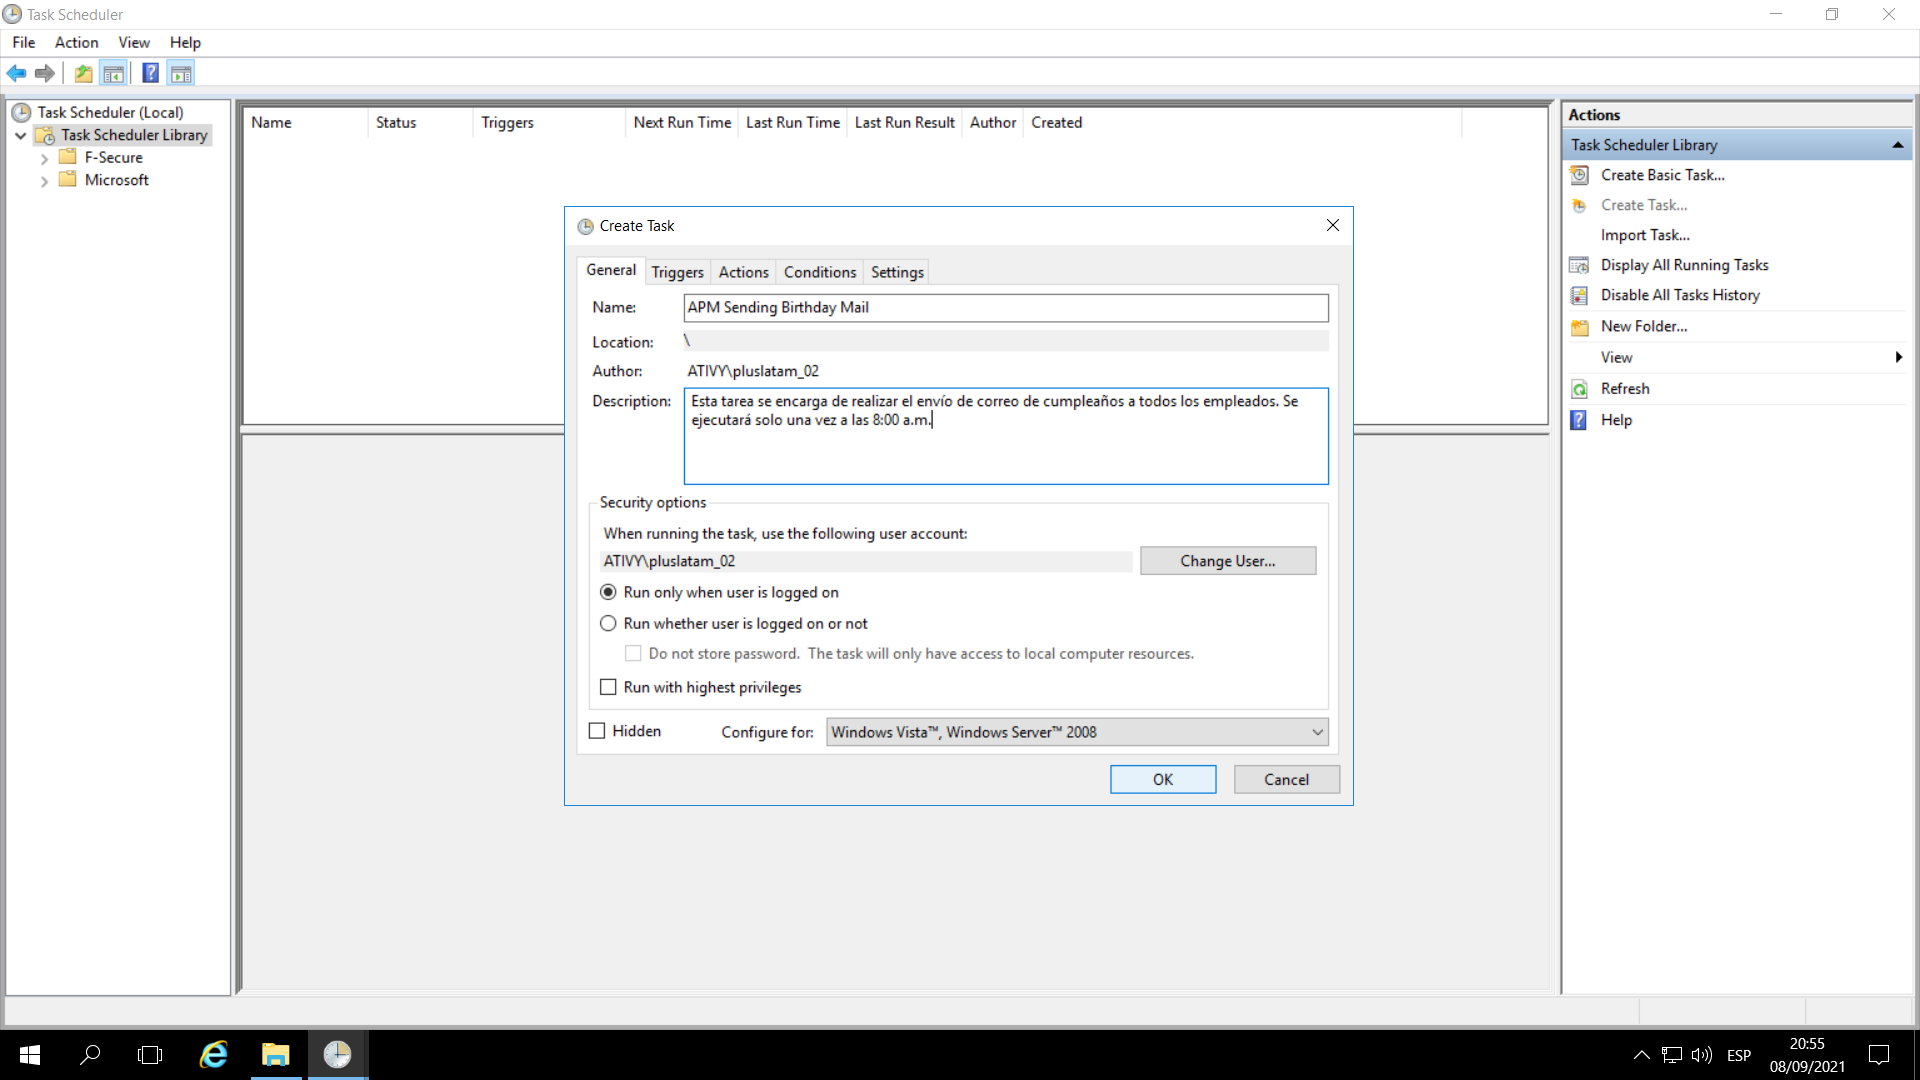 Task Scheduler
File Action View Help
Task Scheduler (Local)
Task Scheduler Library
F-Secure
Microsoft
Name Status Triggers Next Run Time Last Run Time Last Run Result Author Created
Create Task
General Triggers Actions Conditions Settings
Name: APM Sending Birthday Mail
Location: \
Author: ATIVY\pluslatam_02
Description: Esta tarea se encarga de realizar el envío de correo de cumpleaños a todos los empleados. Se
ejecutará solo una vez a las 8:00 a.m.
Security options
When running the task, use the following user account:
ATIVY\pluslatam_02 Change User...
Run only when user is logged on
Run whether user is logged on or not
Do not store password. The task will only have access to local computer resources.
Run with highest privileges
Hidden Configure for: Windows Vista™, Windows Server™ 2008
OK Cancel
Actions
Task Scheduler Library
Create Basic Task...
Create Task...
Import Task...
Display All Running Tasks
Disable All Tasks History
New Folder...
View
Refresh
Help
ESP
20:55
08/09/2021